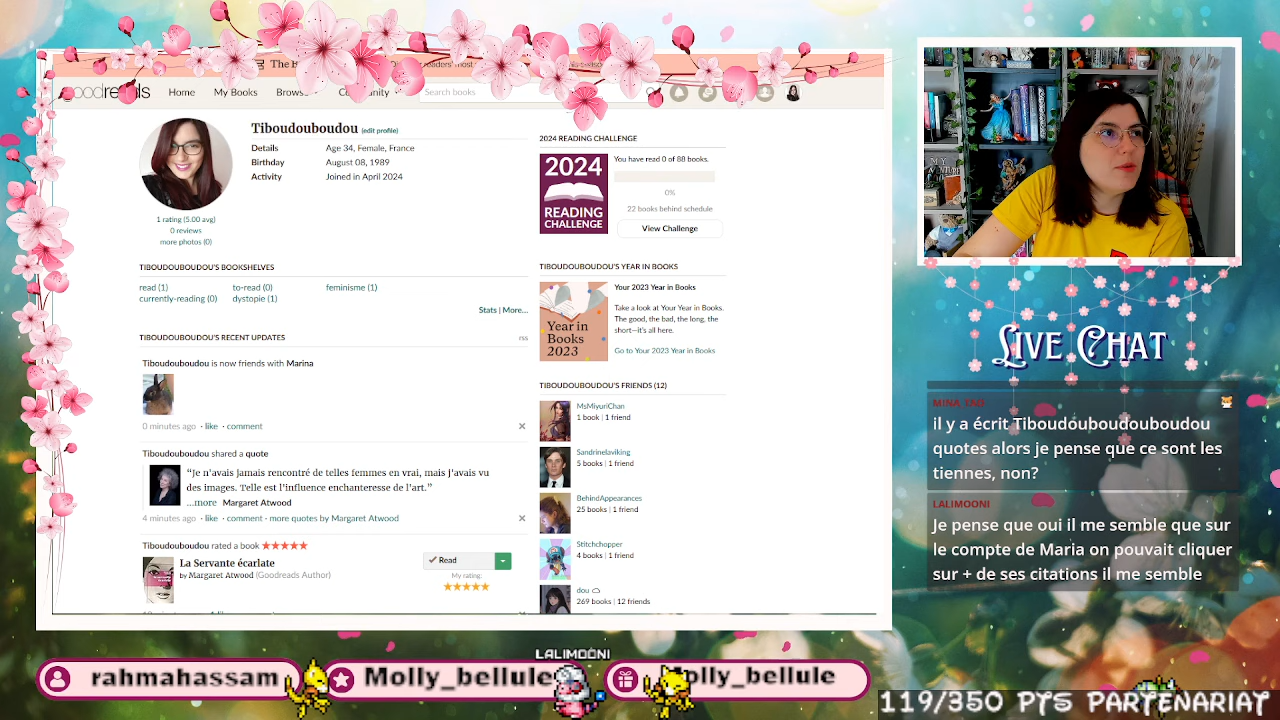 The
readers' most
goodreads
Home
My Books
Search books
Tiboudouboudou (edit profile)
Details Age 34, Female, France
Birthday August 08, 1989
Activity Joined in April 2024
1 rating (5.00 avg)
0 reviews
more photos (0)
TIBOUDOUBOUDOU'S BOOKSHELVES
read (1) to-read (0) feminisme (1)
currently-reading (0) dystopie (1)
Stats | More...
TIBOUDOUBOUDOU'S RECENT UPDATES rss
Tiboudouboudou is now friends with Marina
0 minutes ago · like · comment
Tiboudouboudou shared a quote
“Je n'avais jamais rencontré de telles femmes en vrai, mais j'avais vu
des images. Telle est l'influence enchanteresse de l'art.”
...more Margaret Atwood
4 minutes ago · like · comment · more quotes by Margaret Atwood
Tiboudouboudou rated a book
La Servante écarlate
by Margaret Atwood (Goodreads Author)
Read
My rating:
2024 READING CHALLENGE
2024
READING
CHALLENGE
You have read 0 of 88 books.
0%
22 books behind schedule
View Challenge
TIBOUDOUBOUDOU'S YEAR IN BOOKS
Year in
Books
2023
Your 2023 Year in Books
Take a look at Your Year in Books.
The good, the bad, the long, the
short—it's all here.
Go to Your 2023 Year in Books
TIBOUDOUBOUDOU'S FRIENDS (12)
MsMiyuriChan
1 book | 1 friend
Sandrinelaviking
5 books | 1 friend
BehindAppearances
25 books | 1 friend
Stitchchopper
4 books | 1 friend
dou
269 books | 12 friends
LIVE CHAT
il y a écrit Tiboudouboudouboudou
quotes alors je pense que ce sont les
tiennes, non?
LALIMOONI
Je pense que oui il me semble que sur
le compte de Maria on pouvait cliquer
sur + de ses citations il me semble
LALIMOONI
rahmahassam
Molly_bellule
Molly_bellule
119/350 PTS PARTENARIAT